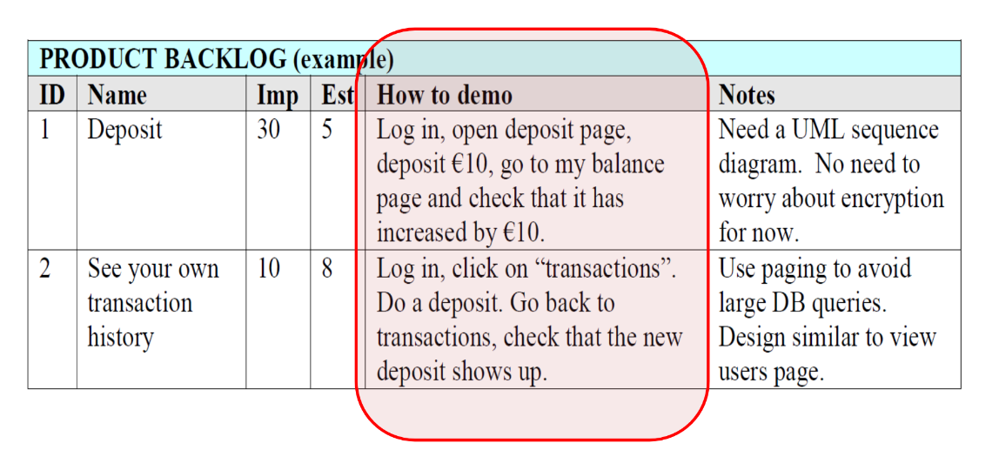 PRODUCT BACKLOG (example)
ID Name Imp Est How to demo Notes
1 Deposit 30 5 Log in, open deposit page, Need a UML sequence
deposit €10, go to my balance diagram. No need to
page and check that it has worry about encryption
increased by €10. for now.
2 See your own 10 8 Log in, click on “transactions”. Use paging to avoid
transaction Do a deposit. Go back to large DB queries.
history transactions, check that the new Design similar to view
deposit shows up. users page.